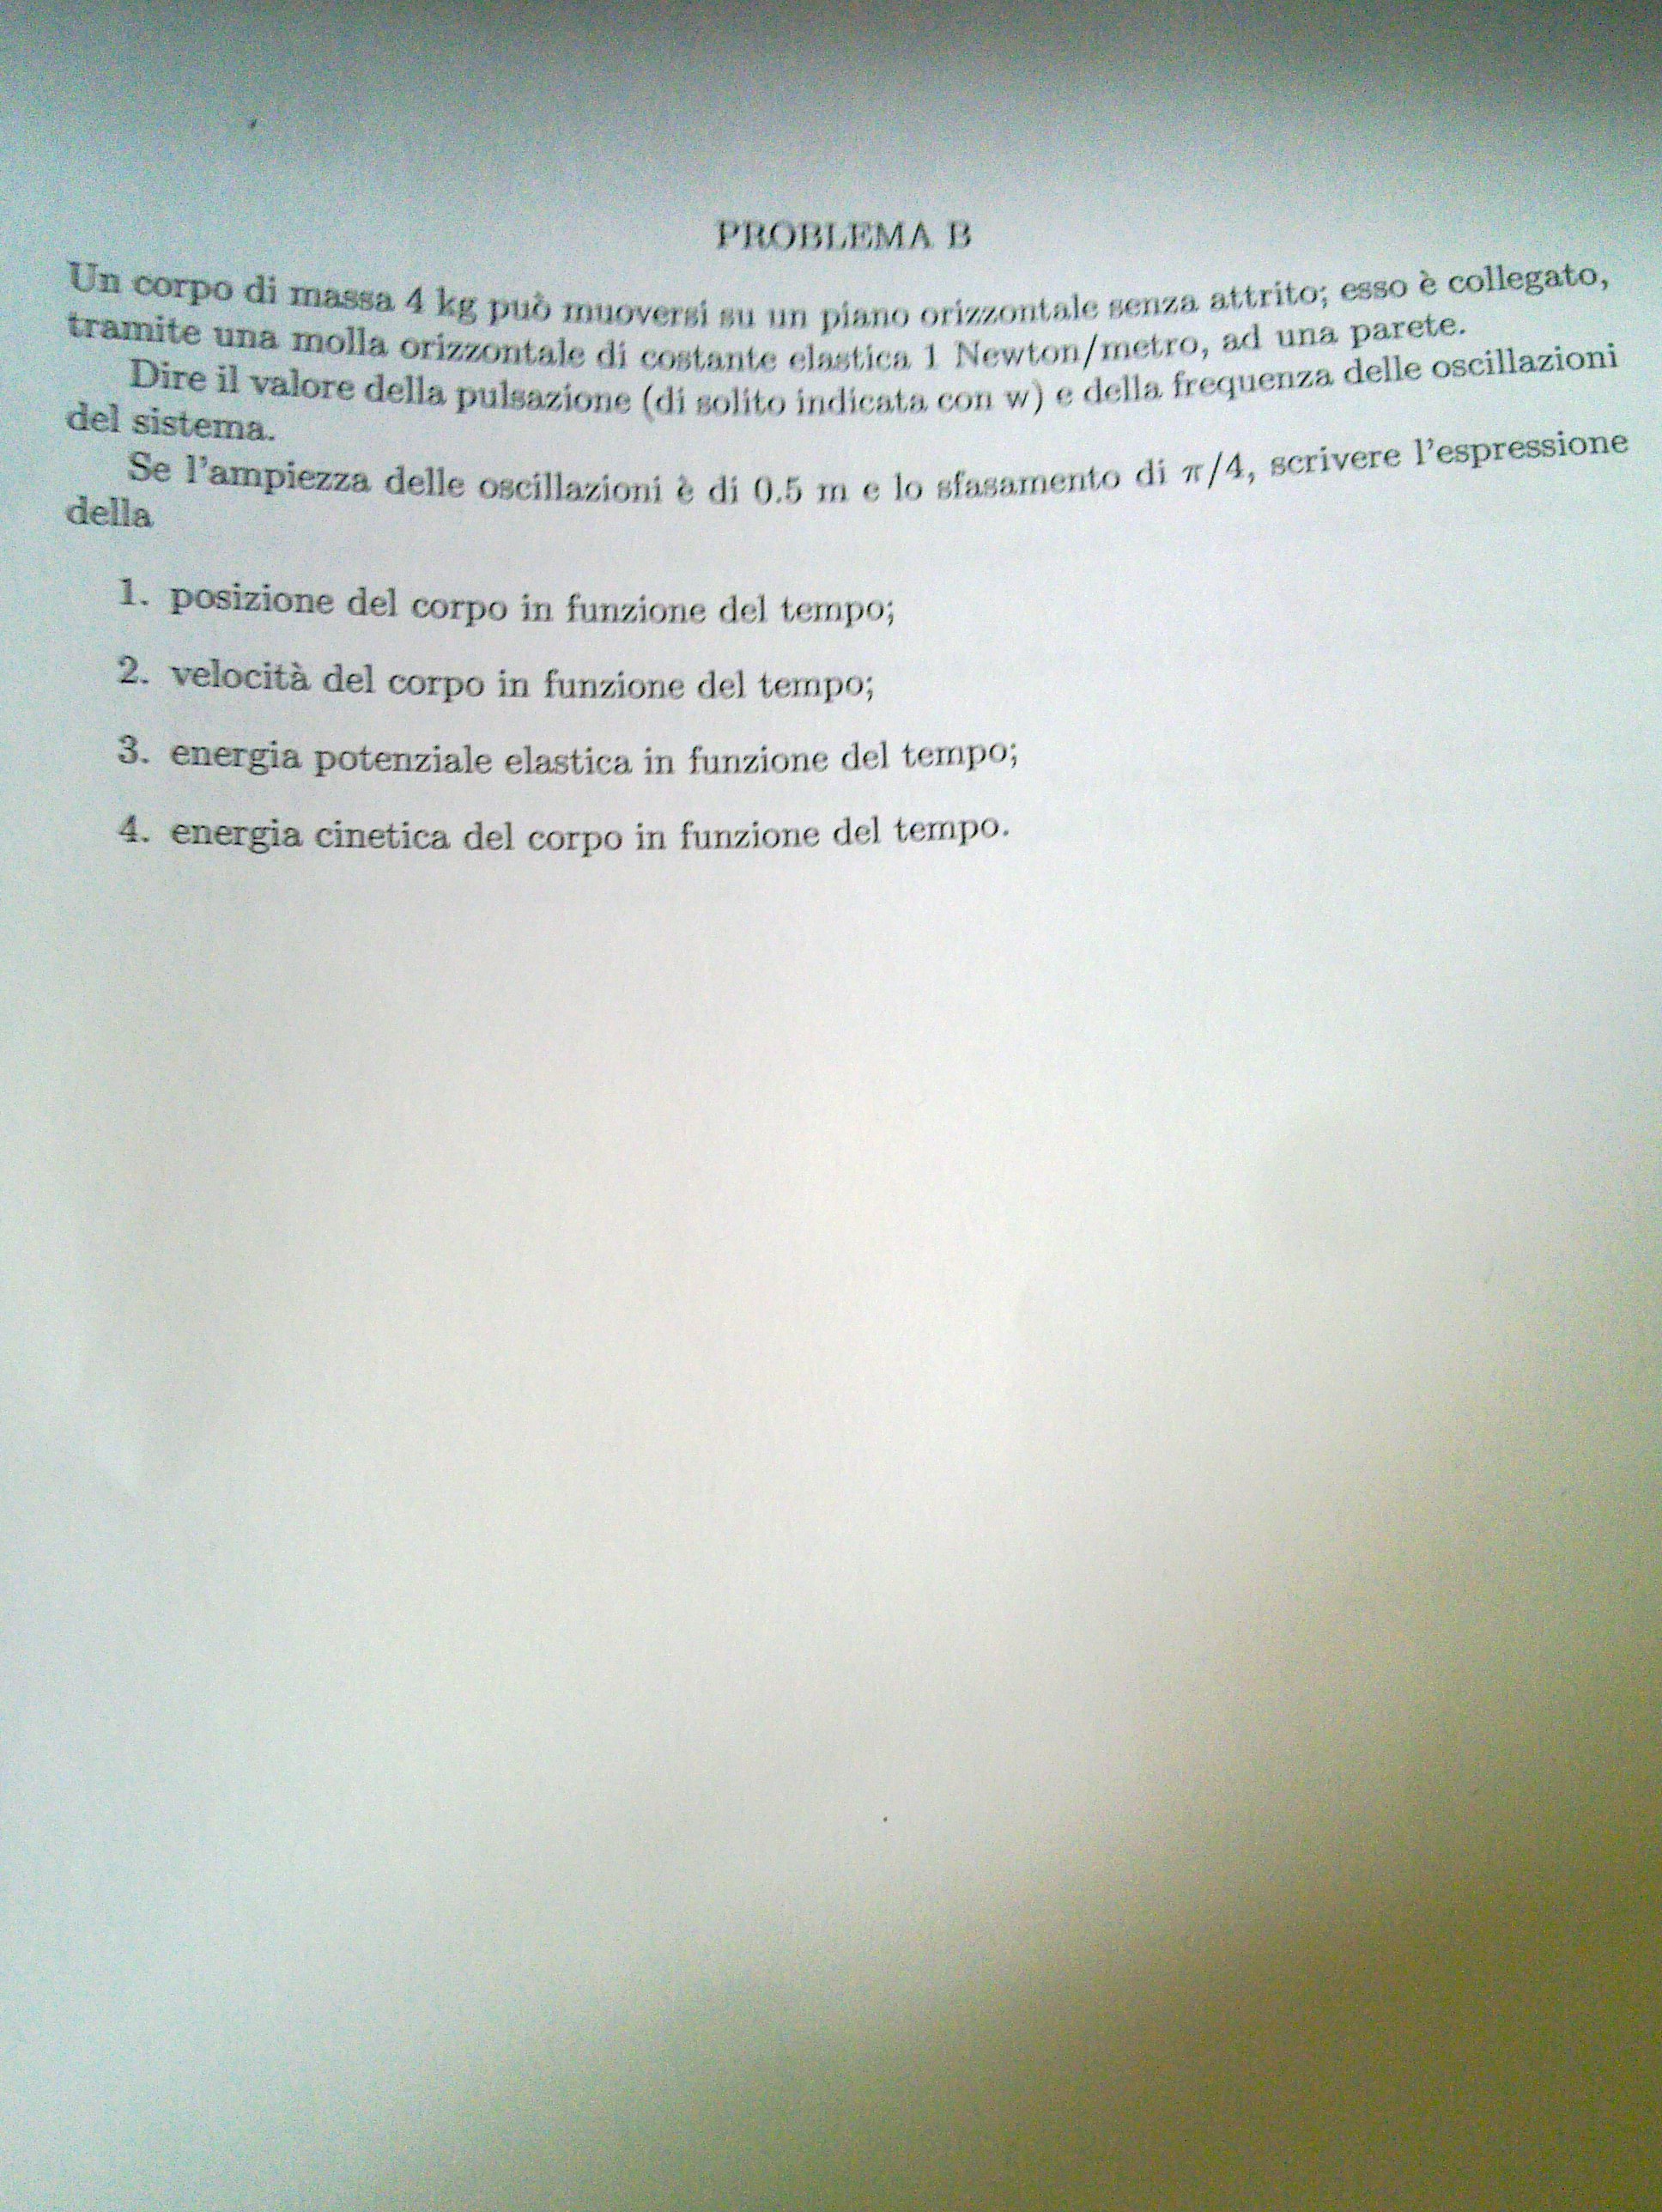 PROBLEMA B
Un corpo di massa 4 kg può muoversi su un piano orizzontale senza attrito; esso è collegato,
tramite una molla orizzontale di costante elastica 1 Newton/metro, ad una parete.
Dire il valore della pulsazione (di solito indicata con w) e della frequenza delle oscillazioni
del sistema.
Se l'ampiezza delle oscillazioni è di 0.5 m e lo sfasamento di π/4, scrivere l'espressione
della
1. posizione del corpo in funzione del tempo;
2. velocità del corpo in funzione del tempo;
3. energia potenziale elastica in funzione del tempo;
4. energia cinetica del corpo in funzione del tempo.